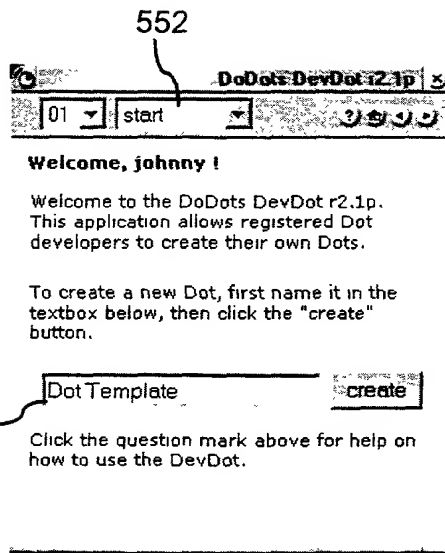 552
DoDots DevDot r2.1p x
01 start ?
Welcome, johnny !
Welcome to the DoDots DevDot r2.1p.
This application allows registered Dot
developers to create their own Dots.
To create a new Dot, first name it in the
textbox below, then click the "create"
button.
Dot Template create
Click the question mark above for help on
how to use the DevDot.